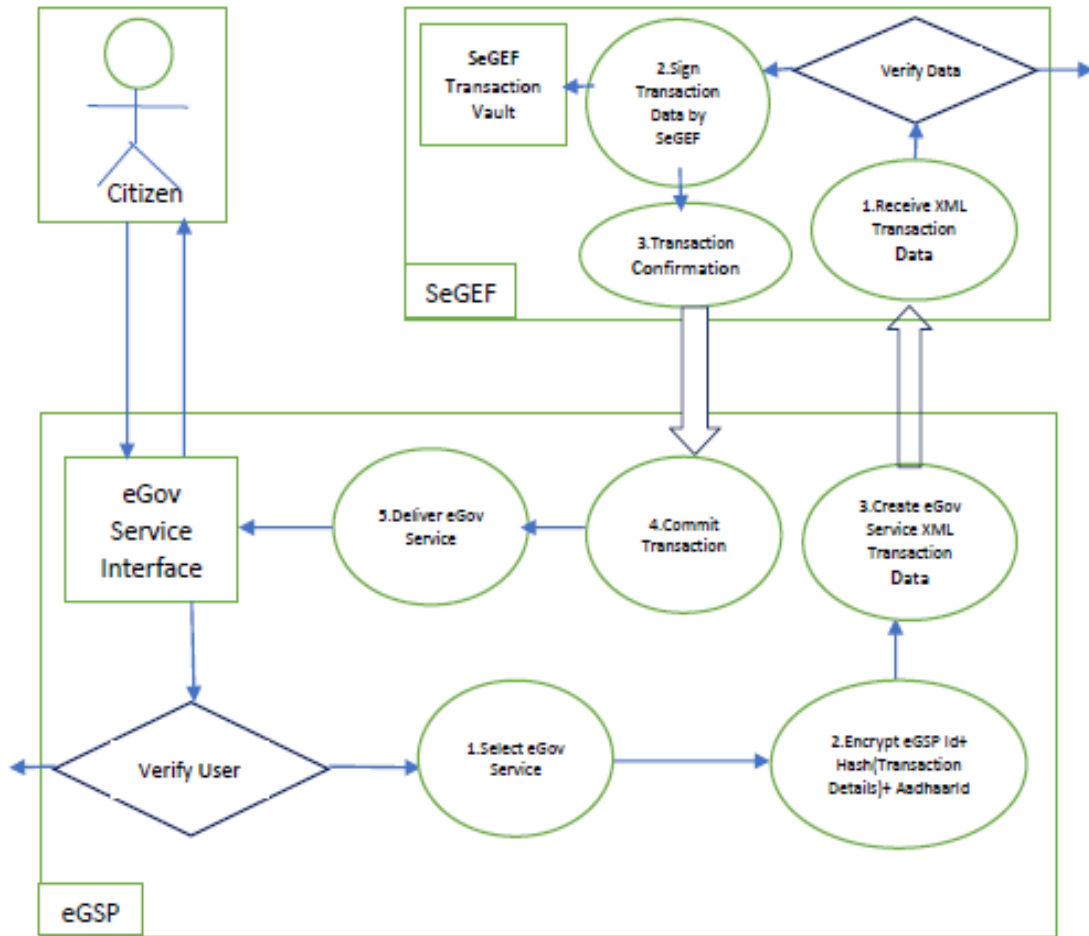 Citizen
SeGEF
Transaction
Vault
2.Sign
Transaction
Data by
SeGEF
Verify Data
1.Receive XML
Transaction
Data
3.Transaction
Confirmation
SeGEF
eGov
Service
Interface
5.Deliver eGov
Service
4.Commit
Transaction
3.Create eGov
Service XML
Transaction
Data
Verify User
1.Select eGov
Service
2.Encrypt eGSP Id+
Hash(Transaction
Details)+ AadhaarId
eGSP